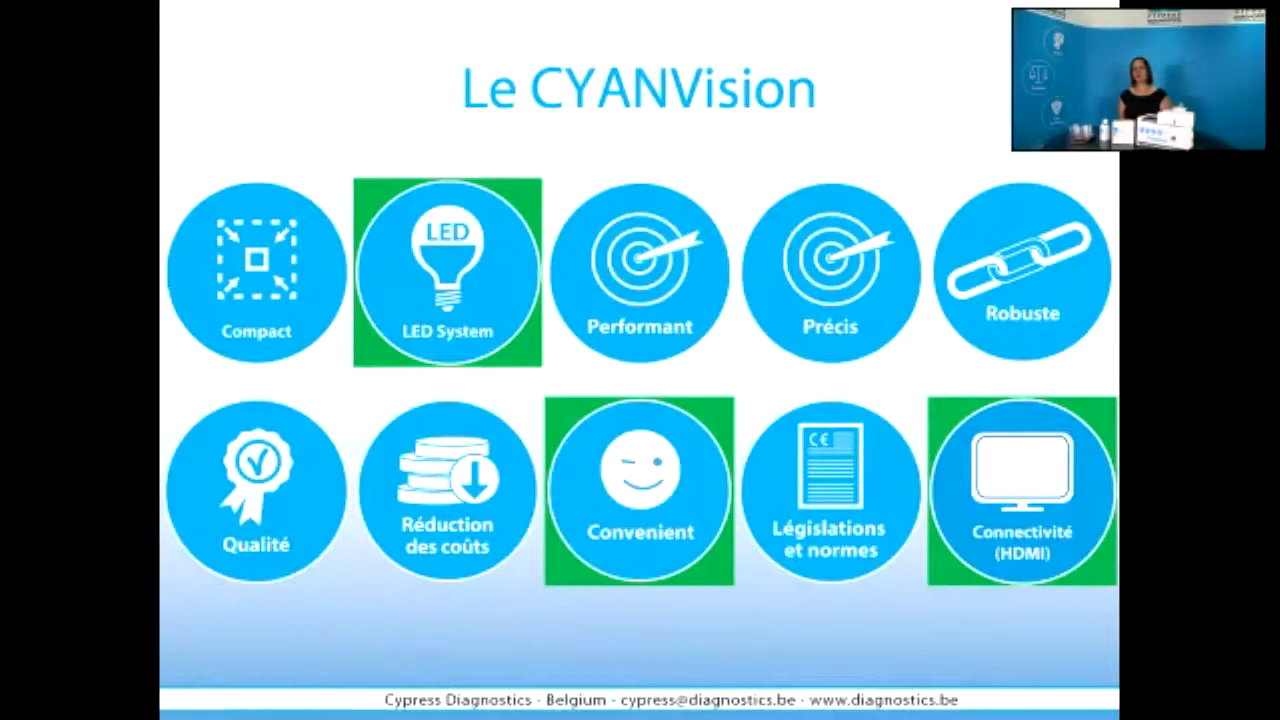 Le CYANVision
Compact
LED
LED System
Performant
Précis
Robuste
Qualité
Réduction
des coûts
Convenient
CE
Législations
et normes
Connectivité
(HDMI)
Cypress Diagnostics - Belgium - cypress@diagnostics.be - www.diagnostics.be